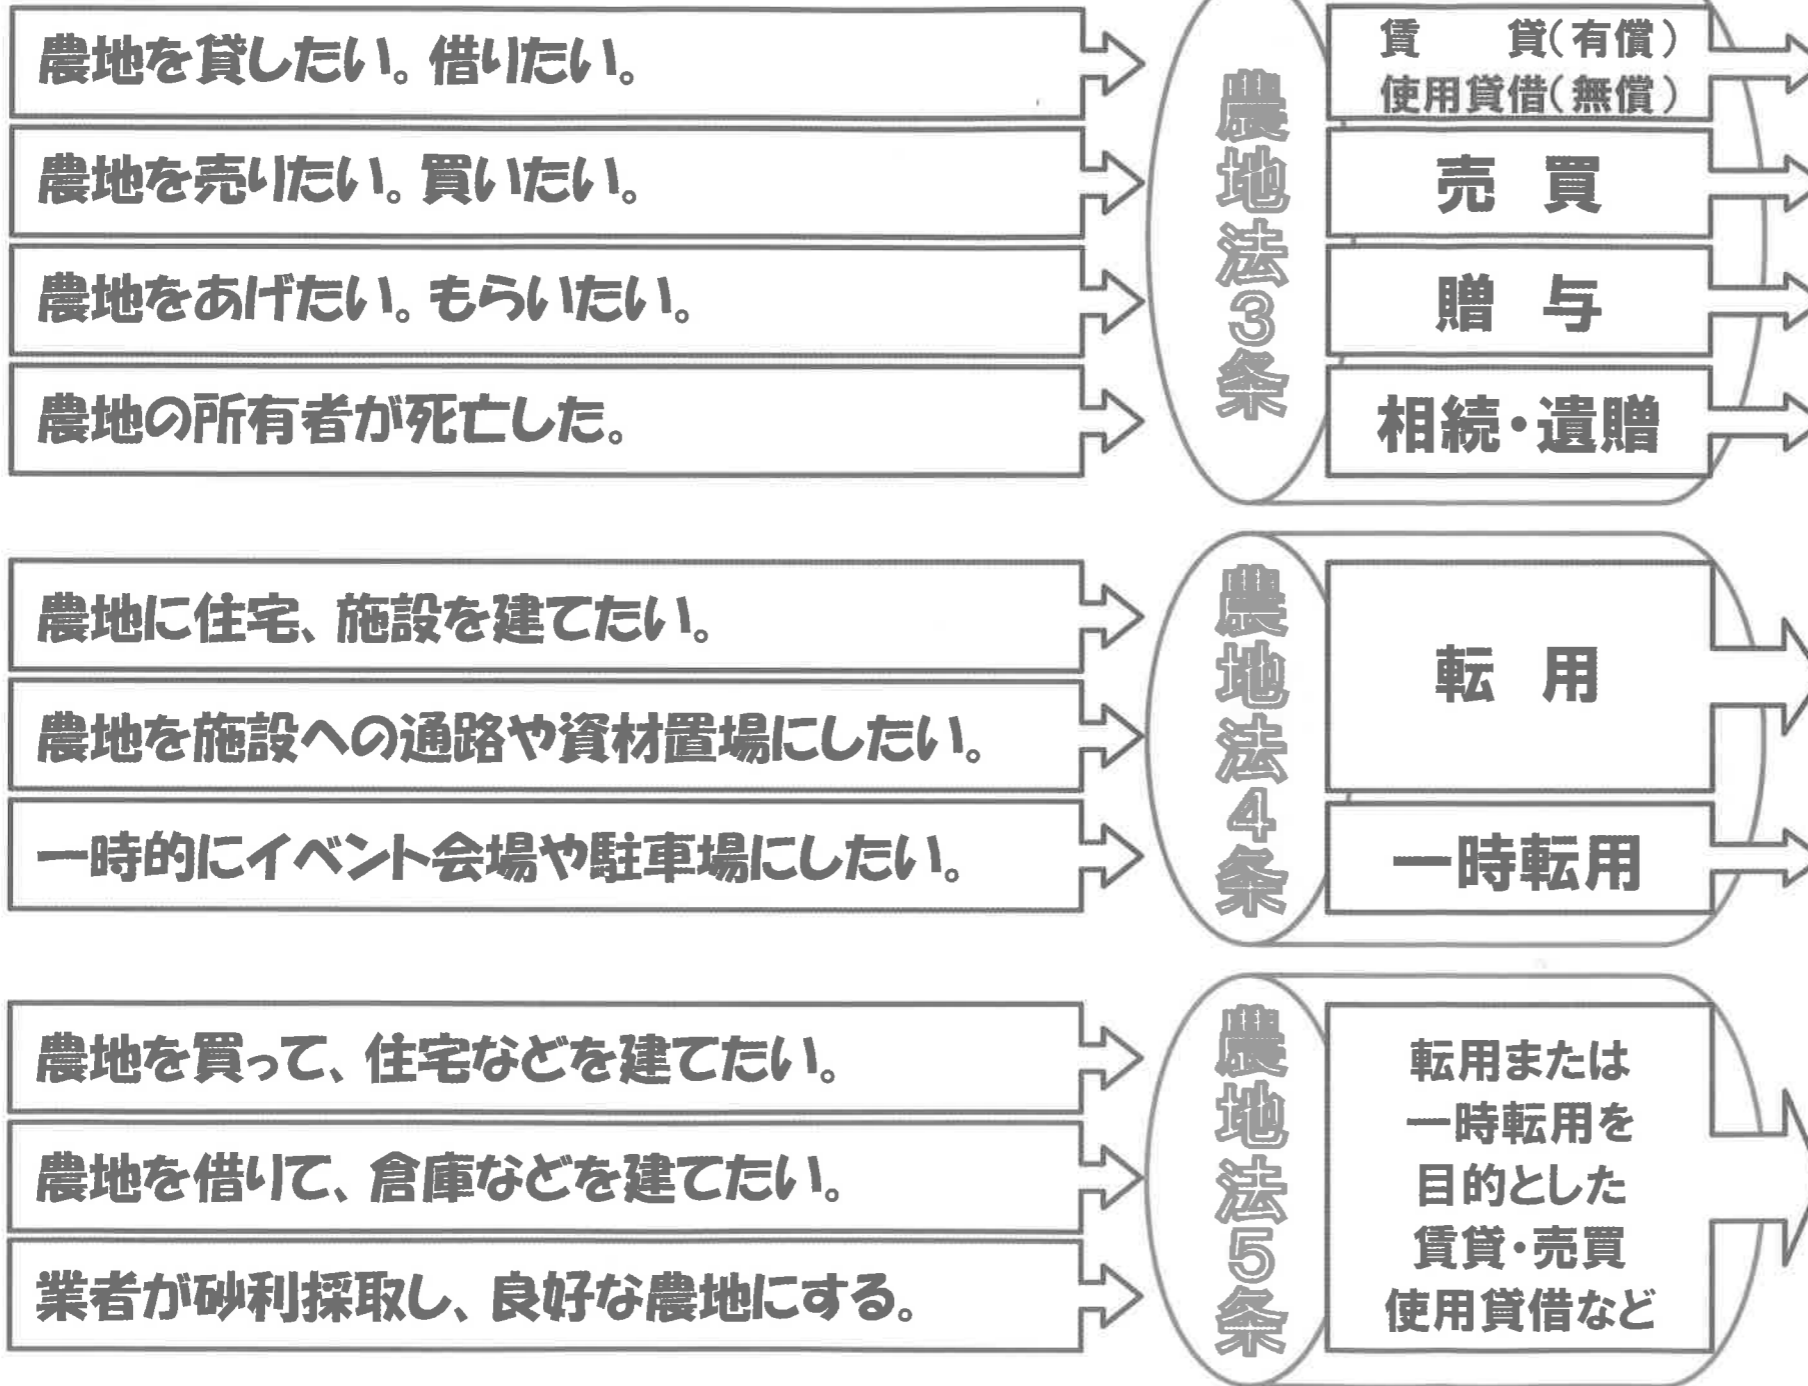 農地を貸したい。借りたい。
農地を売りたい。買いたい。
農地をあげたい。もらいたい。
農地の所有者が死亡した。
農地法3条
賃　貸(有償)
使用貸借(無償)
売　買
贈　与
相続・遺贈
農地に住宅、施設を建てたい。
農地を施設への通路や資材置場にしたい。
一時的にイベント会場や駐車場にしたい。
農地法4条
転　用
一時転用
農地を買って、住宅などを建てたい。
農地を借りて、倉庫などを建てたい。
業者が砂利採取し、良好な農地にする。
農地法5条
転用または
一時転用を
目的とした
賃貸・売買
使用貸借など